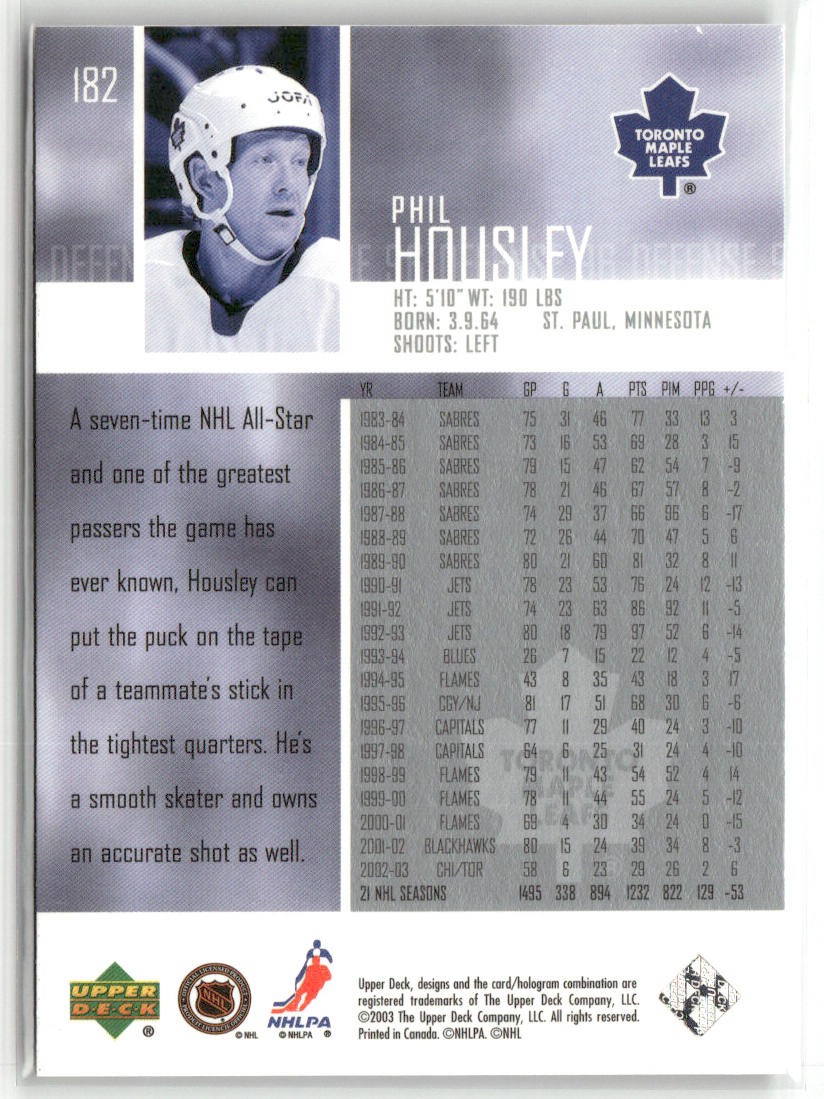 182
JOFA
TORONTO
MAPLE
LEAFS
®
PHIL
HOUSLEY
DEFENSE
HT: 5'10" WT: 190 LBS
BORN: 3.9.64 ST. PAUL, MINNESOTA
SHOOTS: LEFT
A seven-time NHL All-Star
and one of the greatest
passers the game has
ever known, Housley can
put the puck on the tape
of a teammate's stick in
the tightest quarters. He's
a smooth skater and owns
an accurate shot as well.
YR TEAM GP G A PTS PIM PPG +/-
1983-84 SABRES 75 31 46 77 33 13 3
1984-85 SABRES 73 16 53 69 28 3 15
1985-86 SABRES 79 15 47 62 54 7 -9
1986-87 SABRES 78 21 46 67 57 8 -2
1987-88 SABRES 74 29 37 66 96 6 -17
1988-89 SABRES 72 26 44 70 47 5 6
1989-90 SABRES 80 21 60 81 32 8 11
1990-91 JETS 78 23 53 76 24 12 -13
1991-92 JETS 74 23 63 86 92 11 -5
1992-93 JETS 80 18 79 97 52 6 -14
1993-94 BLUES 26 7 15 22 12 4 -5
1994-95 FLAMES 43 8 35 43 18 3 17
1995-96 CGY/NJ 81 17 51 68 30 6 -6
1996-97 CAPITALS 77 11 29 40 24 3 -10
1997-98 CAPITALS 64 6 25 31 24 4 -10
1998-99 FLAMES 79 11 43 54 52 4 14
1999-00 FLAMES 78 11 44 55 24 5 -12
2000-01 FLAMES 69 4 30 34 24 0 -15
2001-02 BLACKHAWKS 80 15 24 39 34 8 -3
2002-03 CHI/TOR 58 6 23 29 26 2 6
21 NHL SEASONS 1495 338 894 1232 822 129 -53
TORONTO
MAPLE
LEAFS
®
UPPER
DECK
®
NHL
© NHL
NHLPA
© NHLPA ®
Upper Deck, designs and the card/hologram combination are
registered trademarks of The Upper Deck Company, LLC.
©2003 The Upper Deck Company, LLC. All rights reserved.
Printed in Canada. ©NHLPA. ©NHL